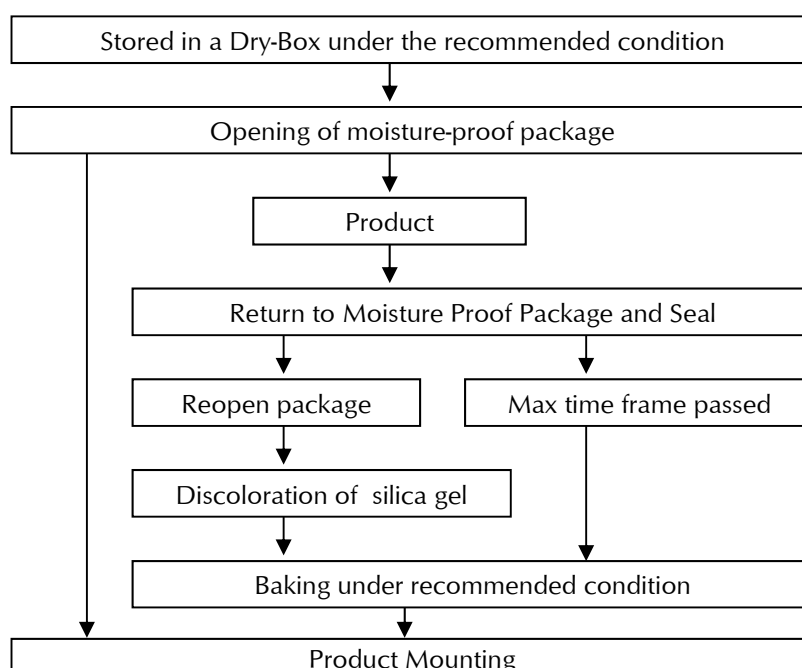 Stored in a Dry-Box under the recommended condition
Opening of moisture-proof package
Product
Return to Moisture Proof Package and Seal
Reopen package
Max time frame passed
Discoloration of silica gel
Baking under recommended condition
Product Mounting